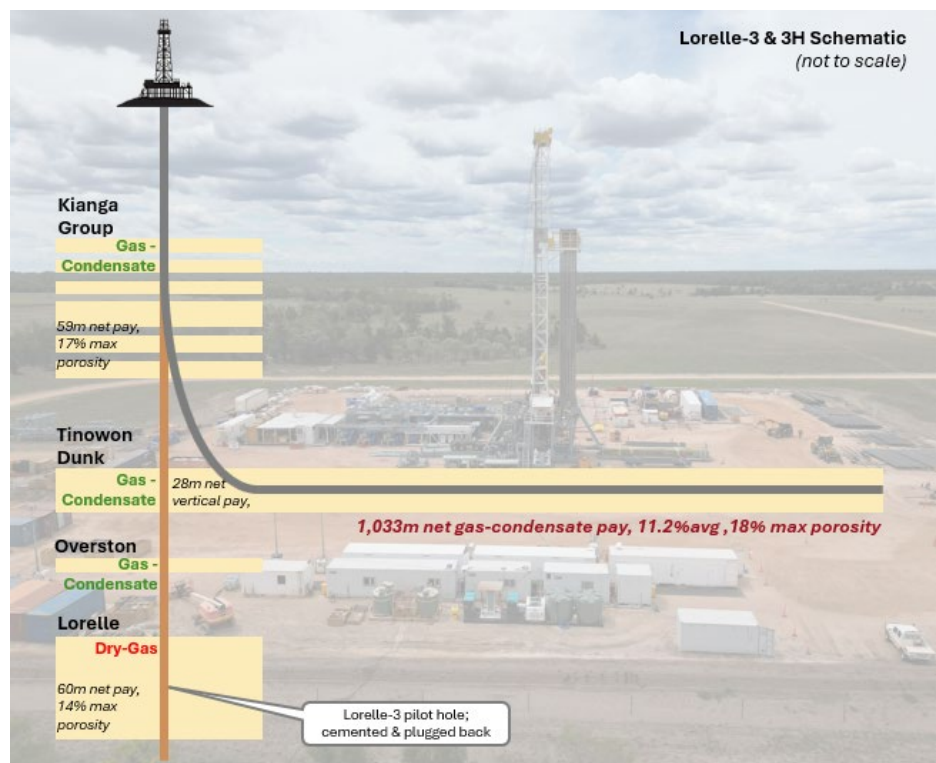 Lorelle-3 & 3H Schematic
(not to scale)
Kianga
Group
Gas -
Condensate
59m net pay,
17% max
porosity
Tinowon
Dunk
Gas -
Condensate
28m net
vertical pay,
1,033m net gas-condensate pay, 11.2%avg ,18% max porosity
Overston
Gas -
Condensate
Lorelle
Dry-Gas
60m net pay,
14% max
porosity
Lorelle-3 pilot hole;
cemented & plugged back